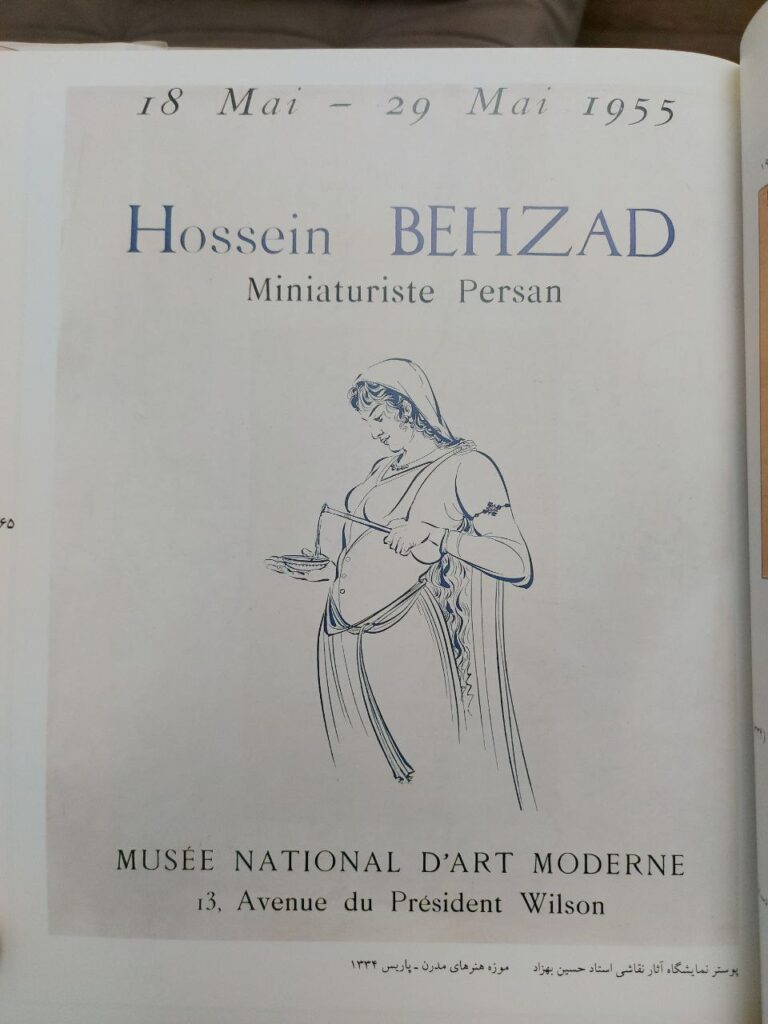 18 Mai – 29 Mai 1955
Hossein BEHZAD
Miniaturiste Persan
MUSÉE NATIONAL D'ART MODERNE
13, Avenue du Président Wilson
پوستر نمایشگاه آثار نقاشی استاد حسین بهزاد موزه هنرهای مدرن ـ پاریس ۱۳۳۴
۶۵